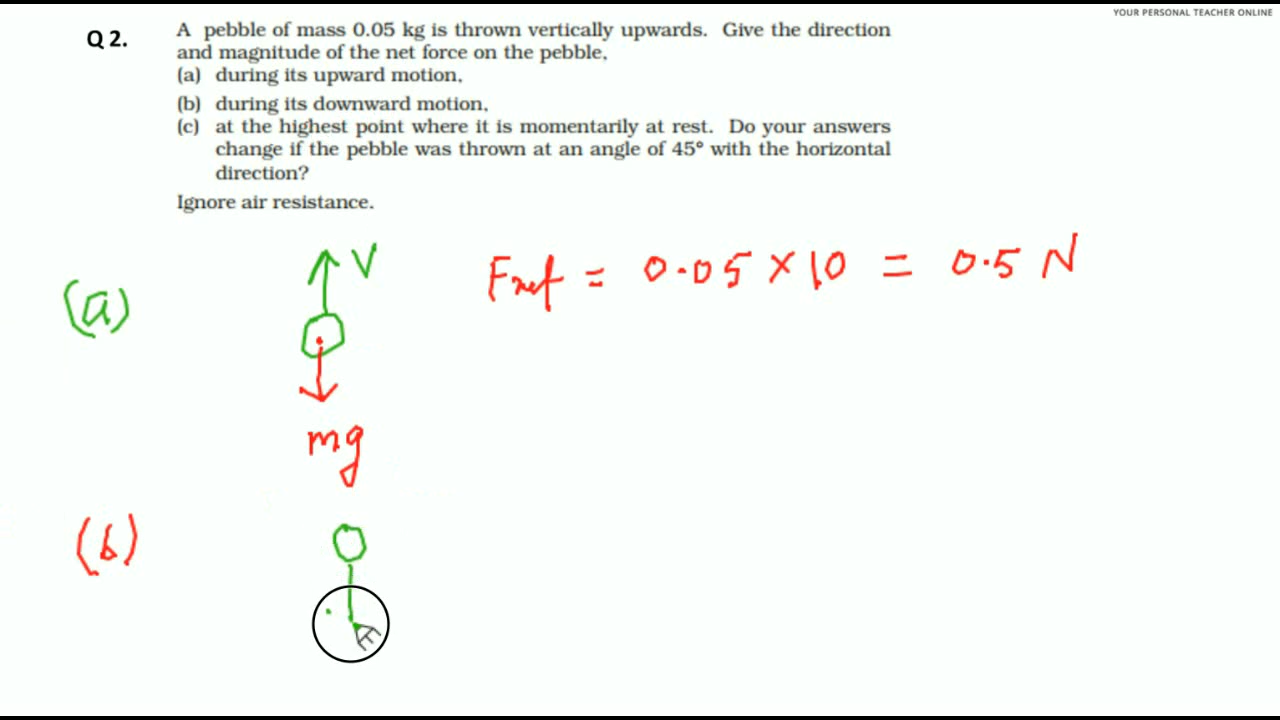 YOUR PERSONAL TEACHER ONLINE
Q 2.
A pebble of mass 0.05 kg is thrown vertically upwards. Give the direction
and magnitude of the net force on the pebble,
(a) during its upward motion,
(b) during its downward motion,
(c) at the highest point where it is momentarily at rest. Do your answers
change if the pebble was thrown at an angle of 45° with the horizontal
direction?
Ignore air resistance.
(a)
V
Fnet = 0.05 × 10 = 0.5 N
mg
(b)